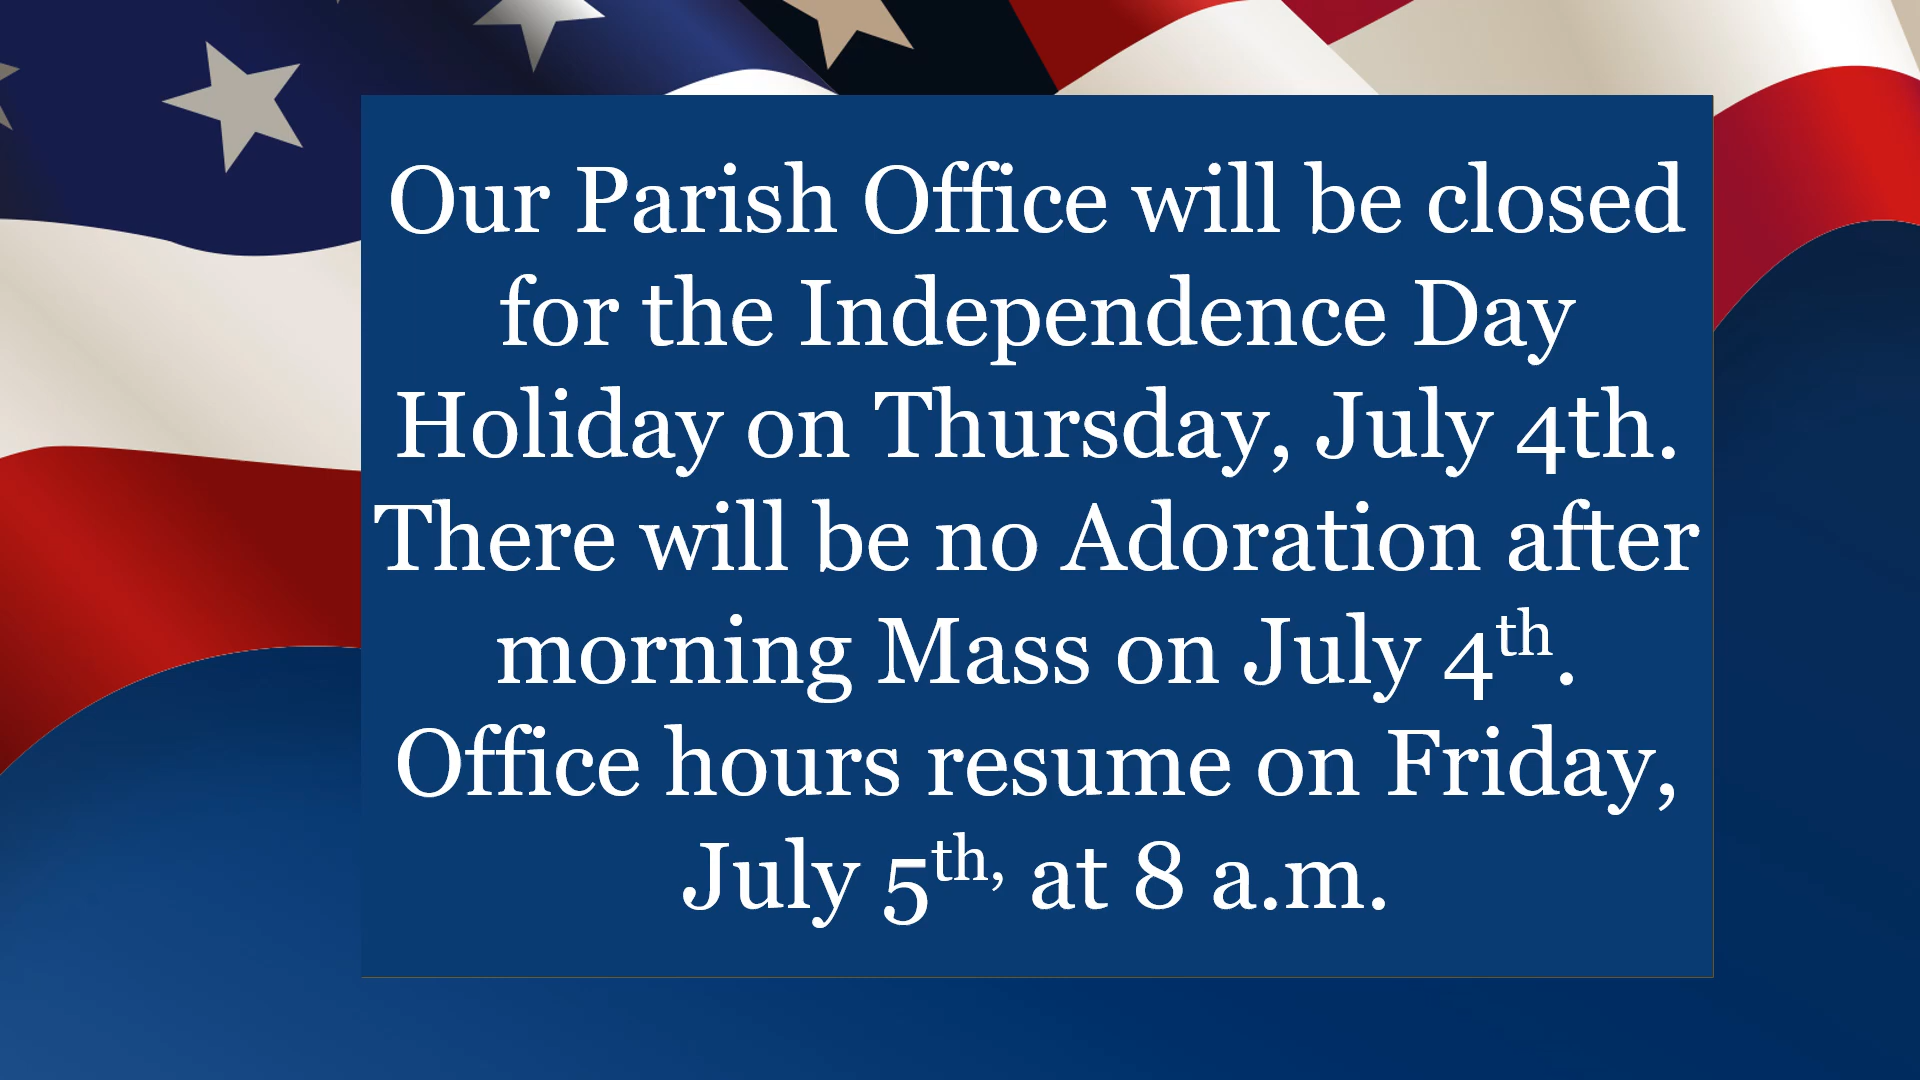 Our Parish Office will be closed
for the Independence Day
Holiday on Thursday, July 4th.
There will be no Adoration after
morning Mass on July 4th.
Office hours resume on Friday,
July 5th, at 8 a.m.